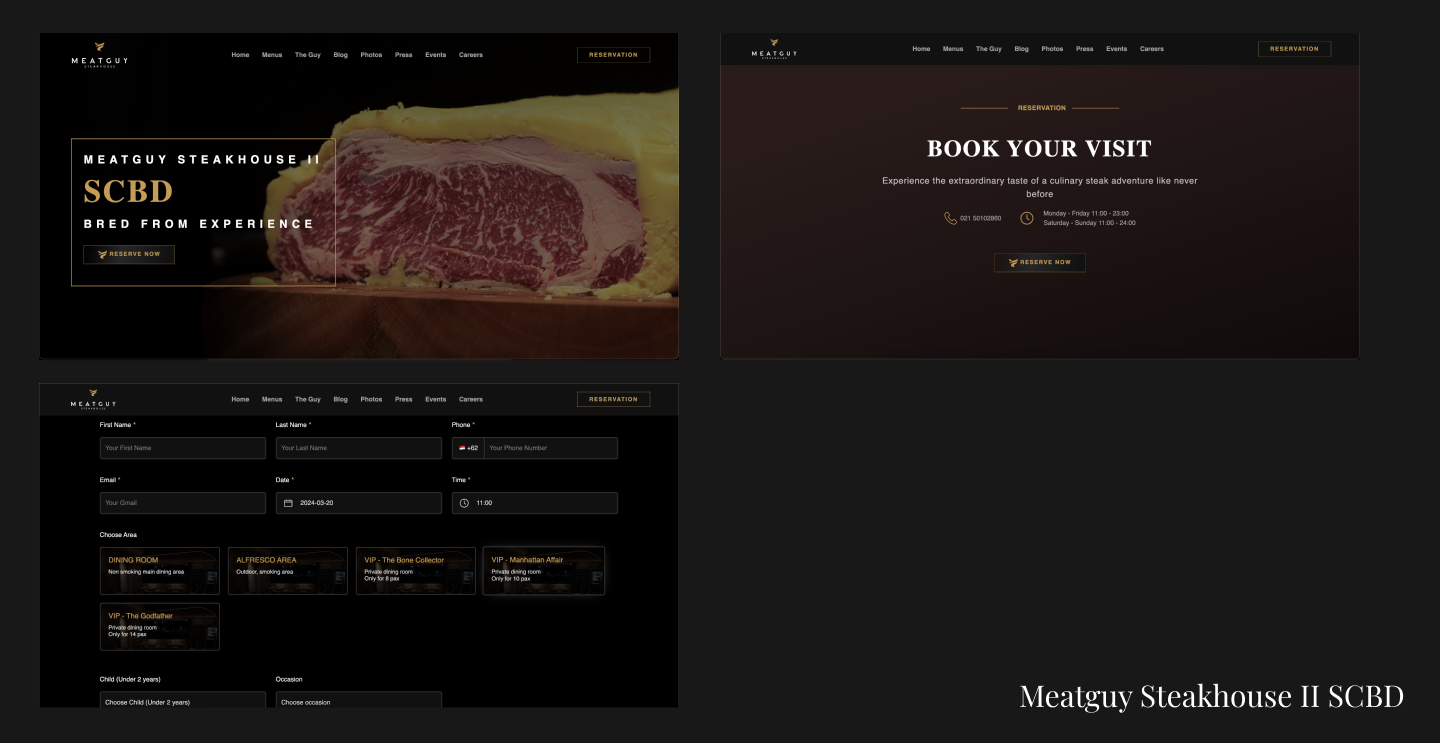 MEATGUY
STEAKHOUSE
Home Menus The Guy Blog Photos Press Events Careers
RESERVATION
MEATGUY STEAKHOUSE II
SCBD
BRED FROM EXPERIENCE
RESERVE NOW
MEATGUY
STEAKHOUSE
Home Menus The Guy Blog Photos Press Events Careers
RESERVATION
RESERVATION
BOOK YOUR VISIT
Experience the extraordinary taste of a culinary steak adventure like never
before
021 50102860
Monday - Friday 11:00 - 23:00
Saturday - Sunday 11:00 - 24:00
RESERVE NOW
MEATGUY
STEAKHOUSE
Home Menus The Guy Blog Photos Press Events Careers
RESERVATION
First Name * Last Name * Phone *
Your First Name Your Last Name +62 Your Phone Number
Email * Date * Time *
Your Gmail 2024-03-20 11:00
Choose Area
DINING ROOM
Non smoking main dining area
ALFRESCO AREA
Outdoor, smoking area
VIP - The Bone Collector
Private dining room
Only for 8 pax
VIP - Manhattan Affair
Private dining room
Only for 10 pax
VIP - The Godfather
Private dining room
Only for 14 pax
Child (Under 2 years) Occasion
Choose Child (Under 2 years) Choose occasion
Meatguy Steakhouse II SCBD